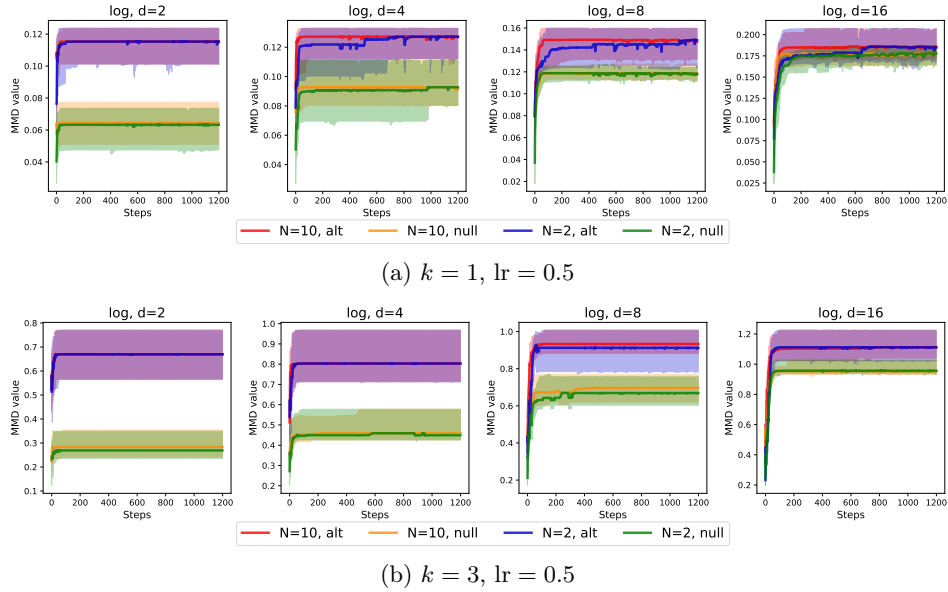 log, d=2 log, d=4 log, d=8 log, d=16
MMD value
0.12
0.10
0.08
0.06
0.04
0 200 400 600 800 1000 1200
Steps
MMD value
0.12
0.10
0.08
0.06
0.04
0 200 400 600 800 1000 1200
Steps
MMD value
0.16
0.14
0.12
0.10
0.08
0.06
0.04
0.02
0 200 400 600 800 1000 1200
Steps
MMD value
0.200
0.175
0.150
0.125
0.100
0.075
0.050
0.025
0 200 400 600 800 1000 1200
Steps
N=10, alt N=10, null N=2, alt N=2, null
(a) k = 1, lr = 0.5
log, d=2 log, d=4 log, d=8 log, d=16
MMD value
0.8
0.7
0.6
0.5
0.4
0.3
0.2
0.1
0 200 400 600 800 1000 1200
Steps
MMD value
1.0
0.9
0.8
0.7
0.6
0.5
0.4
0.3
0.2
0 200 400 600 800 1000 1200
Steps
MMD value
1.0
0.8
0.6
0.4
0.2
0 200 400 600 800 1000 1200
Steps
MMD value
1.2
1.0
0.8
0.6
0.4
0.2
0 200 400 600 800 1000 1200
Steps
N=10, alt N=10, null N=2, alt N=2, null
(b) k = 3, lr = 0.5